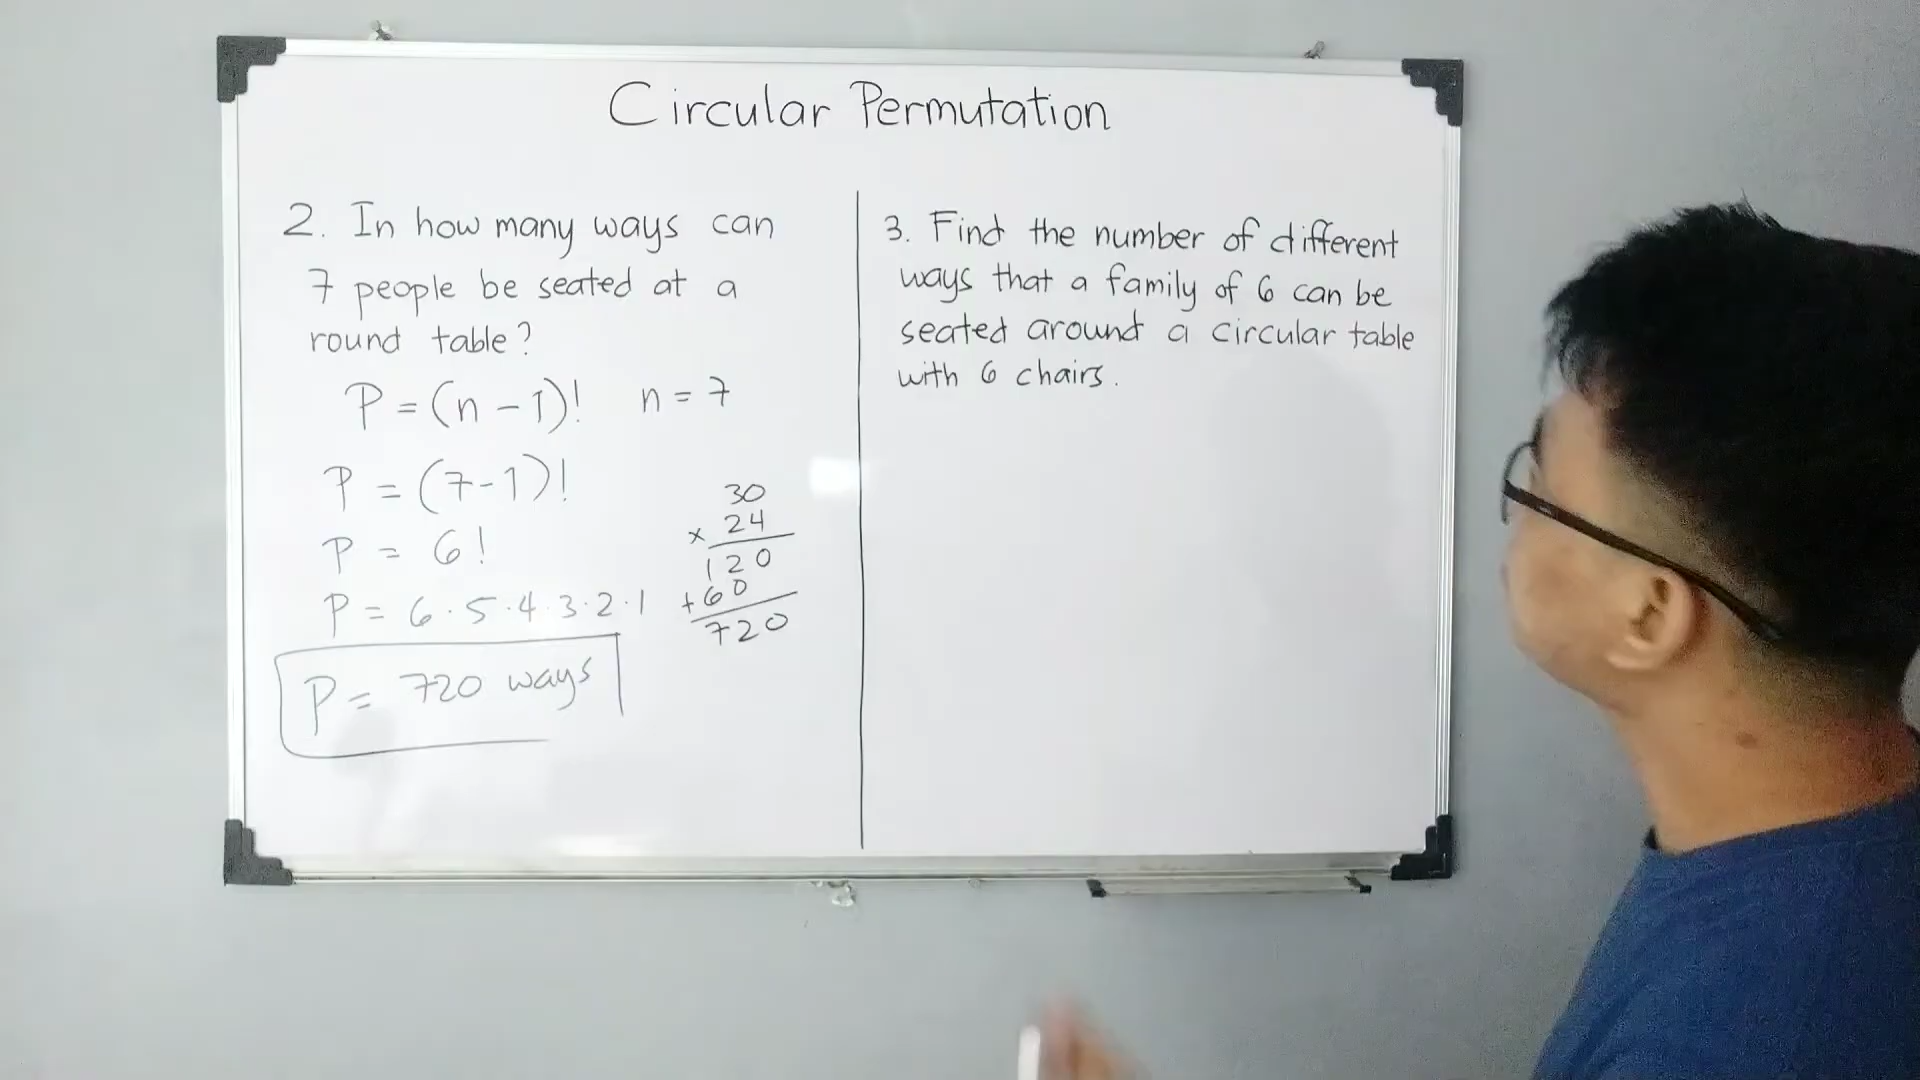 Circular Permutation
2. In how many ways can
7 people be seated at a
round table?
P = (n - 1)! n = 7
P = (7-1)!
P = 6!
P = 6 · 5 · 4 · 3 · 2 · 1
P = 720 ways
30
× 24
120
+ 60
720
3. Find the number of different
ways that a family of 6 can be
seated around a circular table
with 6 chairs.